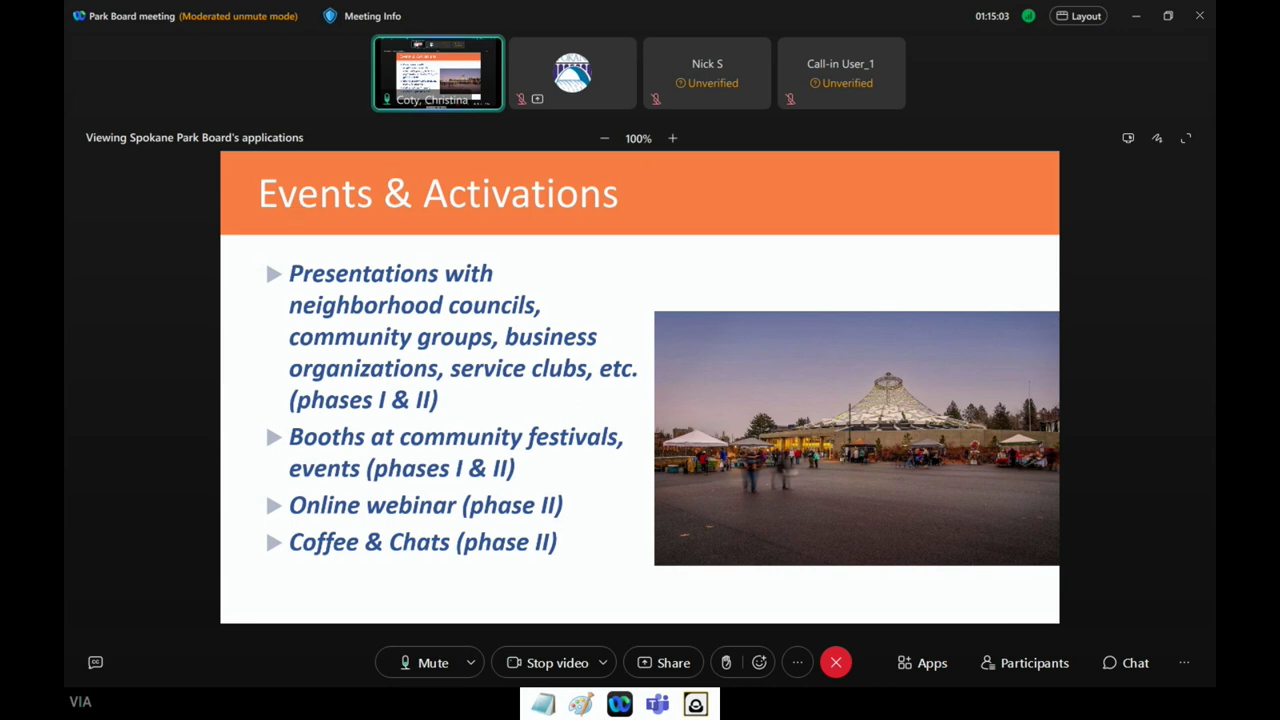 Park Board meeting (Moderated unmute mode) Meeting Info 01:15:03 Layout
Nick S
Unverified
Call-in User_1
Unverified
Coty, Christina
Viewing Spokane Park Board's applications 100%
Events & Activations
Presentations with
neighborhood councils,
community groups, business
organizations, service clubs, etc.
(phases I & II)
Booths at community festivals,
events (phases I & II)
Online webinar (phase II)
Coffee & Chats (phase II)
Mute Stop video Share Apps Participants Chat
VIA